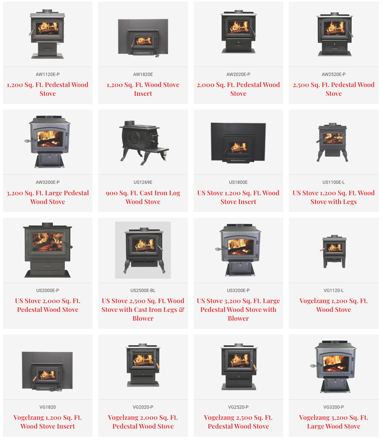 AW1120E-P
1,200 Sq. Ft. Pedestal Wood
Stove
AW1820E
1,200 Sq. Ft. Wood Stove
Insert
AW2020E-P
2,000 Sq. Ft. Pedestal Wood
Stove
AW2520E-P
2,500 Sq. Ft. Pedestal Wood
Stove
AW3200E-P
3,200 Sq. Ft. Large Pedestal
Wood Stove
US1269E
900 Sq. Ft. Cast Iron Log
Wood Stove
US1800E
US Stove 1,200 Sq. Ft. Wood
Stove Insert
US1100E-L
US Stove 1,200 Sq. Ft. Wood
Stove with Legs
US2000E-P
US Stove 2,000 Sq. Ft.
Pedestal Wood Stove
US2500E-BL
US Stove 2,500 Sq. Ft. Wood
Stove with Cast Iron Legs &
Blower
US3200E-P
US Stove 3,200 Sq. Ft. Large
Pedestal Wood Stove with
Blower
VG1120-L
Vogelzang 1,200 Sq. Ft.
Wood Stove
VG1820
Vogelzang 1,200 Sq. Ft.
Wood Stove Insert
VG2020-P
Vogelzang 2,000 Sq. Ft.
Pedestal Wood Stove
VG2520-P
Vogelzang 2,500 Sq. Ft.
Pedestal Wood Stove
VG3200-P
Vogelzang 3,200 Sq. Ft.
Large Wood Stove